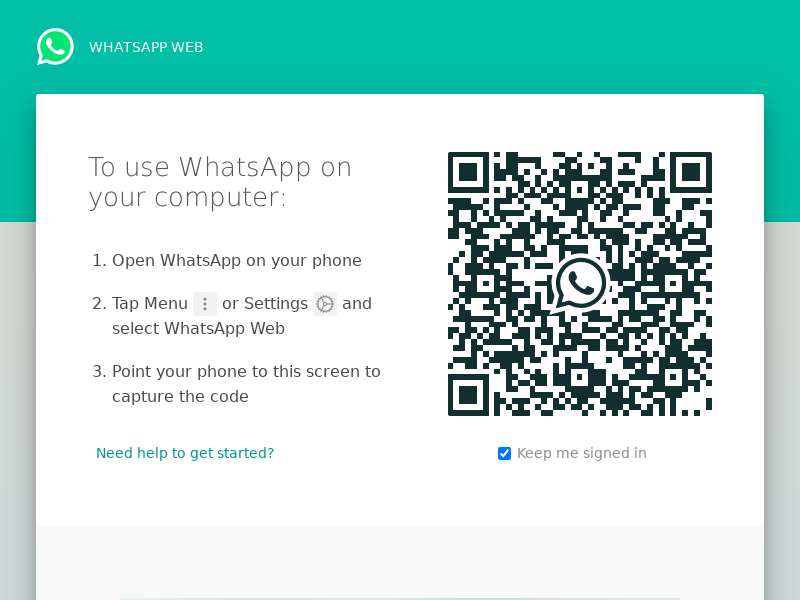 WHATSAPP WEB
To use WhatsApp on
your computer:
1. Open WhatsApp on your phone
2. Tap Menu or Settings and
select WhatsApp Web
3. Point your phone to this screen to
capture the code
Need help to get started?
Keep me signed in